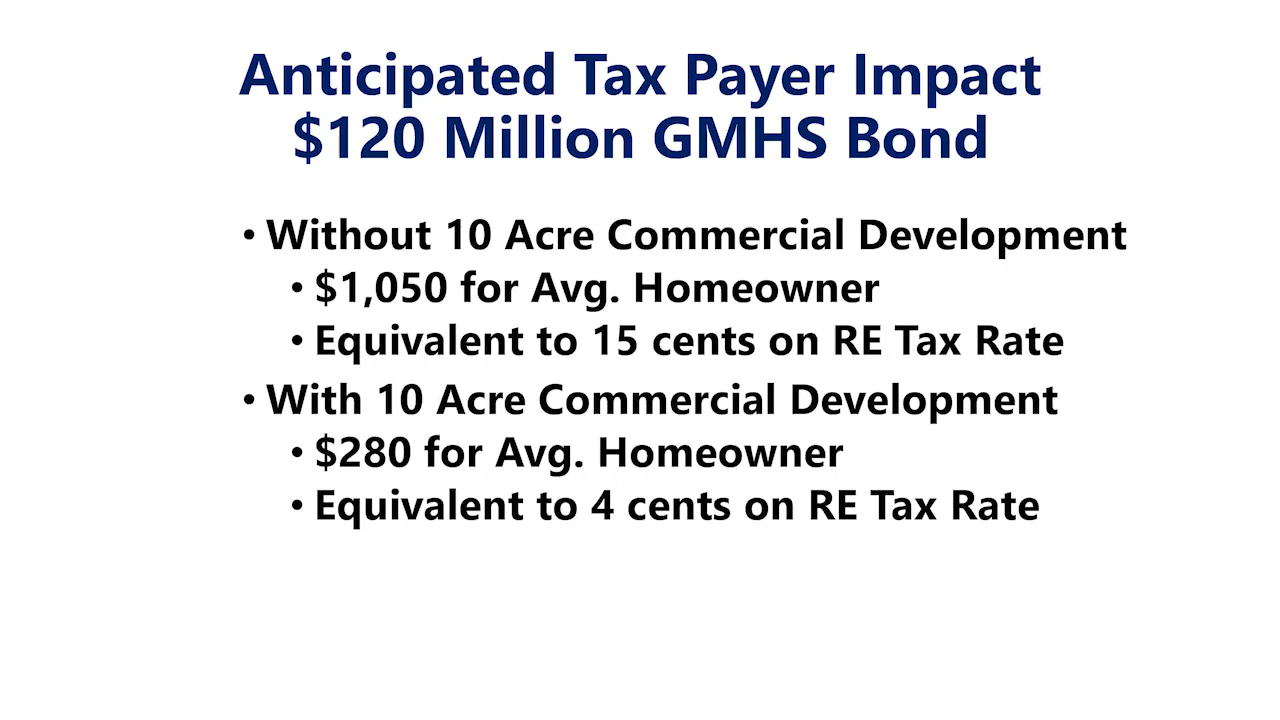 Anticipated Tax Payer Impact
$120 Million GMHS Bond
• Without 10 Acre Commercial Development
• $1,050 for Avg. Homeowner
• Equivalent to 15 cents on RE Tax Rate
• With 10 Acre Commercial Development
• $280 for Avg. Homeowner
• Equivalent to 4 cents on RE Tax Rate